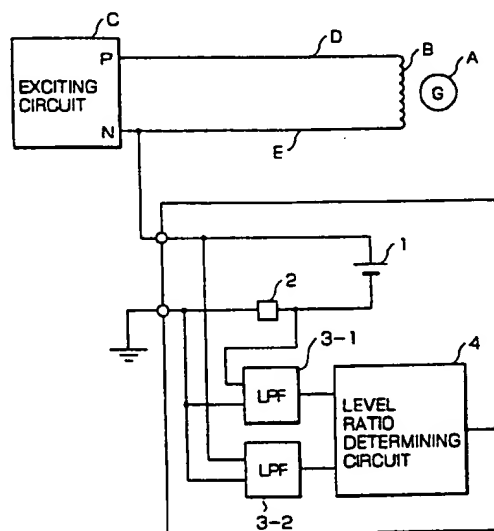 C
P
D
B
A
EXCITING
CIRCUIT
G
N
E
1
2
3-1
4
LPF
LEVEL
RATIO
DETERMINING
CIRCUIT
LPF
3-2